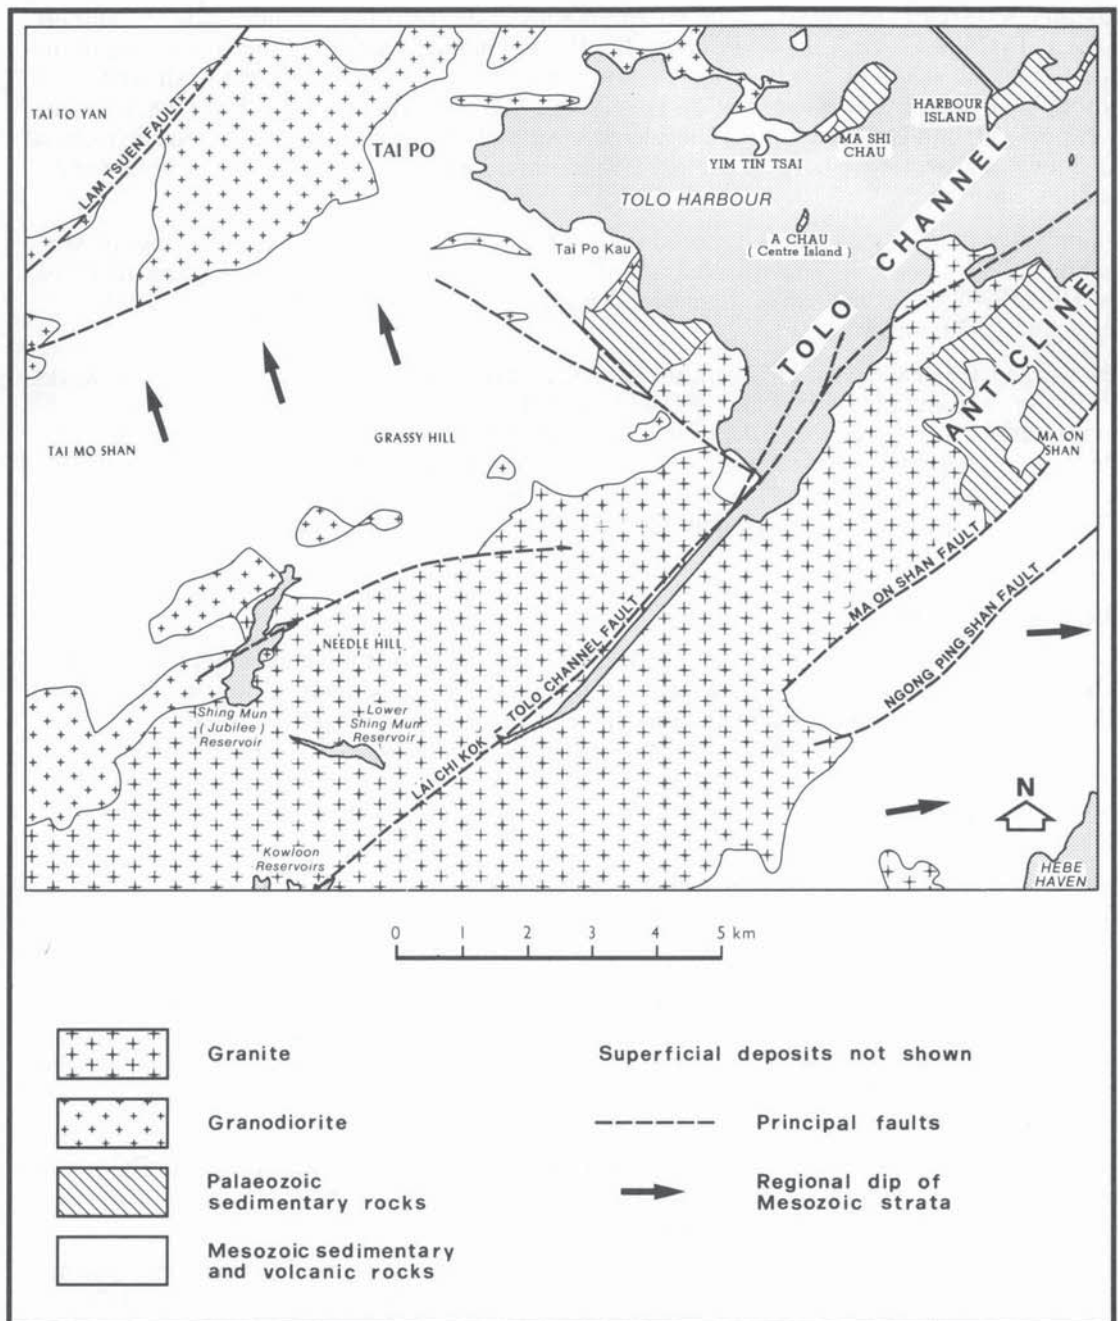 TAI TO YAN
LAM TSUEN FAULT
TAI PO
HARBOUR
ISLAND
MA SHI
CHAU
YIM TIN TSAI
TOLO HARBOUR
A CHAU
( Centre Island )
Tai Po Kau
TOLO CHANNEL
ANTICLINE
TAI MO SHAN
GRASSY HILL
MA ON
SHAN
MA ON SHAN FAULT
NGONG PING SHAN FAULT
NEEDLE HILL
LAI CHI KOK – TOLO CHANNEL FAULT
Shing Mun
( Jubilee )
Reservoir
Lower
Shing Mun
Reservoir
Kowloon
Reservoirs
N
HEBE
HAVEN
0 1 2 3 4 5 km
Granite
Superficial deposits not shown
Granodiorite
Principal faults
Palaeozoic
sedimentary rocks
Regional dip of
Mesozoic strata
Mesozoic sedimentary
and volcanic rocks